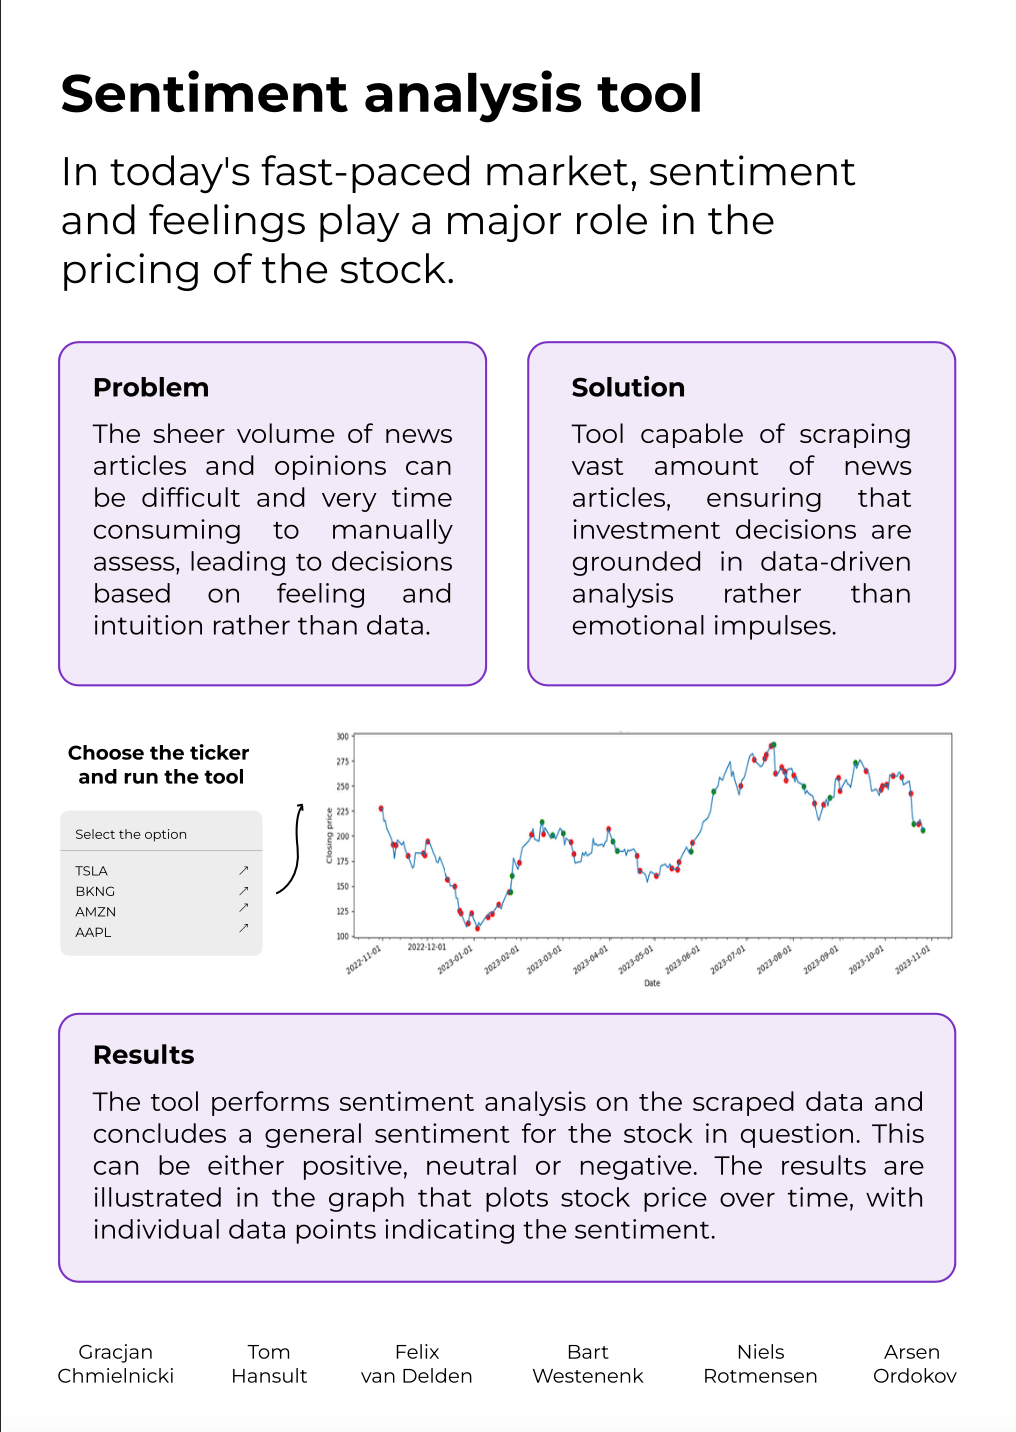 Sentiment analysis tool
In today's fast-paced market, sentiment
and feelings play a major role in the
pricing of the stock.
Problem
The sheer volume of news
articles and opinions can
be difficult and very time
consuming to manually
assess, leading to decisions
based on feeling and
intuition rather than data.
Solution
Tool capable of scraping
vast amount of news
articles, ensuring that
investment decisions are
grounded in data-driven
analysis rather than
emotional impulses.
Choose the ticker
and run the tool
Select the option
TSLA
BKNG
AMZN
AAPL
Closing price
300
275
250
225
200
175
150
125
100
2022-11-01
2022-12-01
2023-01-01
2023-02-01
2023-03-01
2023-04-01
2023-05-01
2023-06-01
2023-07-01
2023-08-01
2023-09-01
2023-10-01
2023-11-01
Date
Results
The tool performs sentiment analysis on the scraped data and
concludes a general sentiment for the stock in question. This
can be either positive, neutral or negative. The results are
illustrated in the graph that plots stock price over time, with
individual data points indicating the sentiment.
Gracjan
Chmielnicki
Tom
Hansult
Felix
van Delden
Bart
Westenenk
Niels
Rotmensen
Arsen
Ordokov